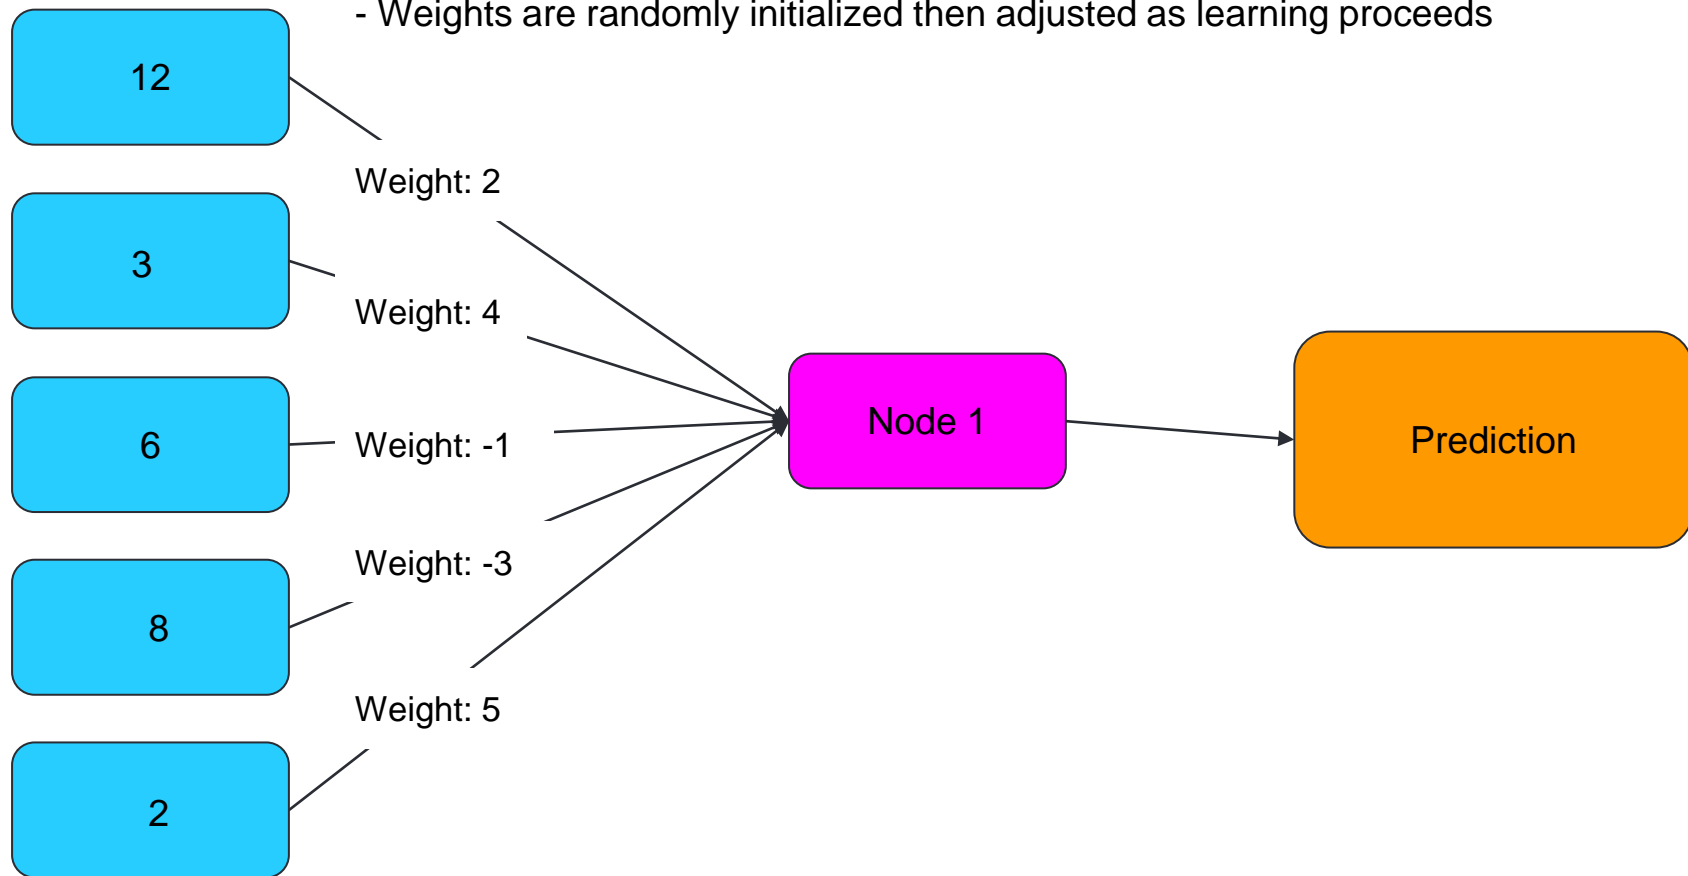 - Weights are randomly initialized then adjusted as learning proceeds
12
Weight: 2
3
Weight: 4
6
Weight: -1
Node 1
Prediction
8
Weight: -3
2
Weight: 5